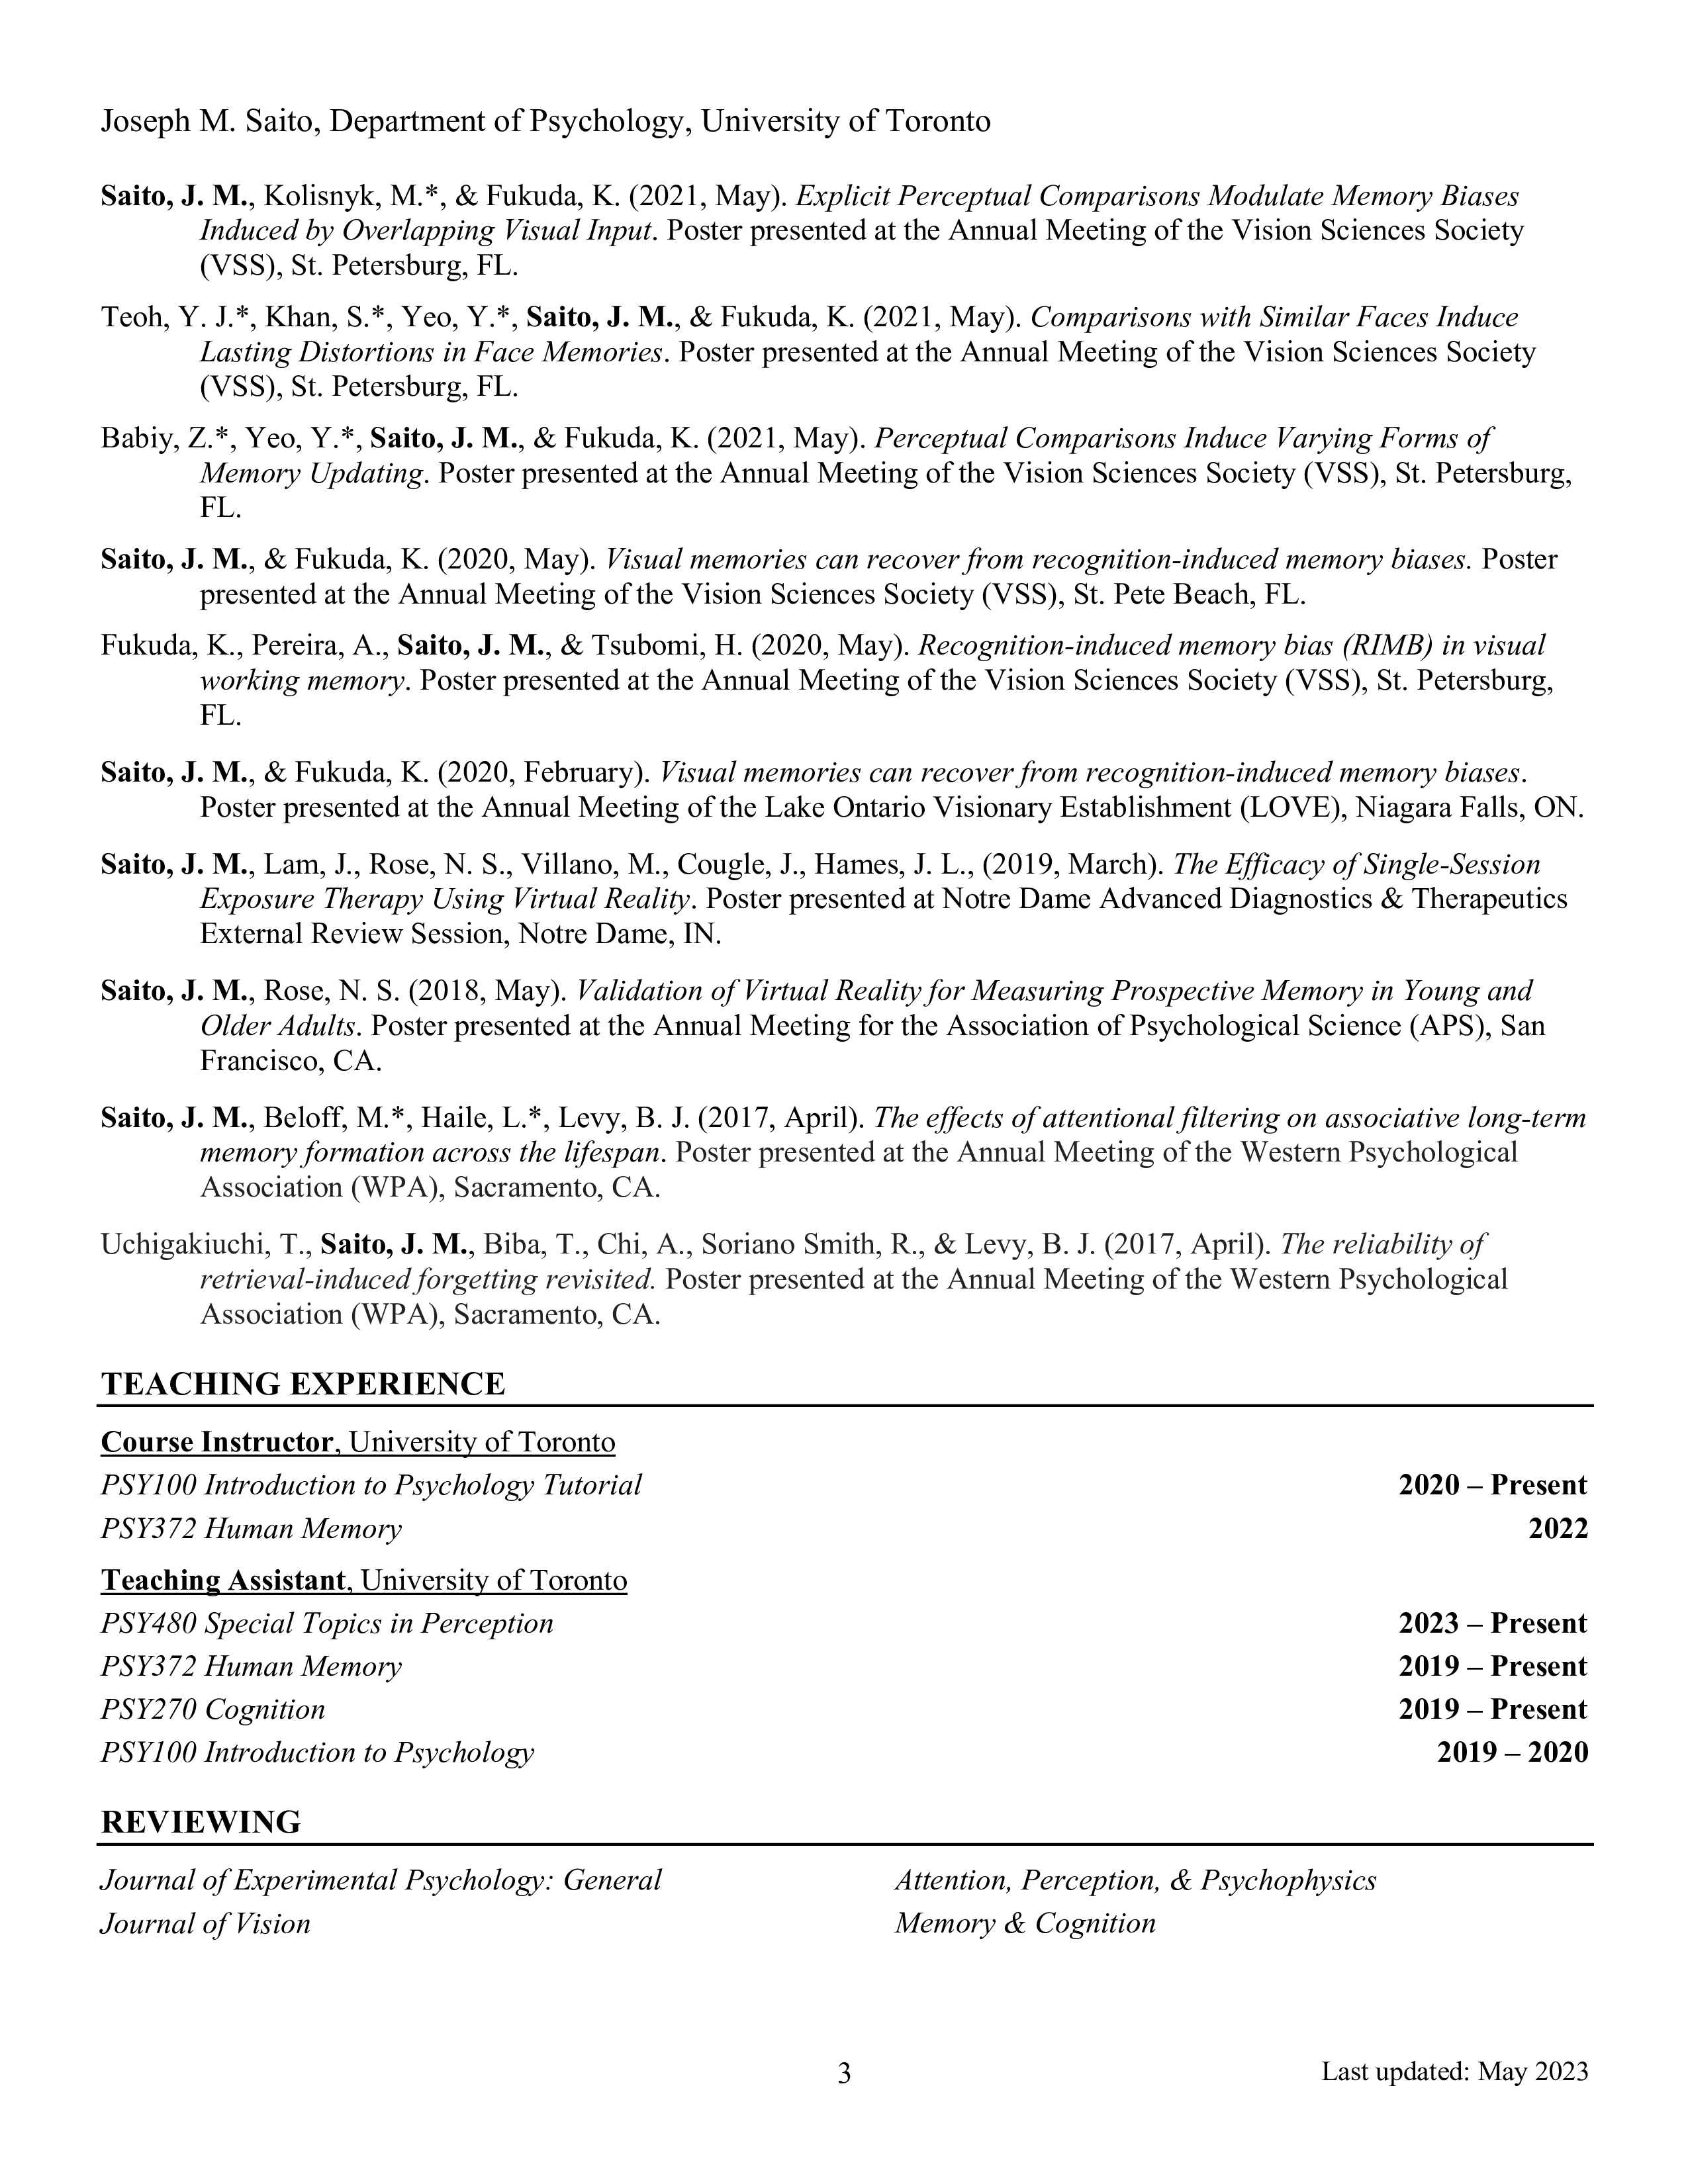 Joseph M. Saito, Department of Psychology, University of Toronto
Saito, J. M., Kolisnyk, M.*, & Fukuda, K. (2021, May). Explicit Perceptual Comparisons Modulate Memory Biases
Induced by Overlapping Visual Input. Poster presented at the Annual Meeting of the Vision Sciences Society
(VSS), St. Petersburg, FL.
Teoh, Y. J.*, Khan, S.*, Yeo, Y.*, Saito, J. M., & Fukuda, K. (2021, May). Comparisons with Similar Faces Induce
Lasting Distortions in Face Memories. Poster presented at the Annual Meeting of the Vision Sciences Society
(VSS), St. Petersburg, FL.
Babiy, Z.*, Yeo, Y.*, Saito, J. M., & Fukuda, K. (2021, May). Perceptual Comparisons Induce Varying Forms of
Memory Updating. Poster presented at the Annual Meeting of the Vision Sciences Society (VSS), St. Petersburg,
FL.
Saito, J. M., & Fukuda, K. (2020, May). Visual memories can recover from recognition-induced memory biases. Poster
presented at the Annual Meeting of the Vision Sciences Society (VSS), St. Pete Beach, FL.
Fukuda, K., Pereira, A., Saito, J. M., & Tsubomi, H. (2020, May). Recognition-induced memory bias (RIMB) in visual
working memory. Poster presented at the Annual Meeting of the Vision Sciences Society (VSS), St. Petersburg,
FL.
Saito, J. M., & Fukuda, K. (2020, February). Visual memories can recover from recognition-induced memory biases.
Poster presented at the Annual Meeting of the Lake Ontario Visionary Establishment (LOVE), Niagara Falls, ON.
Saito, J. M., Lam, J., Rose, N. S., Villano, M., Cougle, J., Hames, J. L., (2019, March). The Efficacy of Single-Session
Exposure Therapy Using Virtual Reality. Poster presented at Notre Dame Advanced Diagnostics & Therapeutics
External Review Session, Notre Dame, IN.
Saito, J. M., Rose, N. S. (2018, May). Validation of Virtual Reality for Measuring Prospective Memory in Young and
Older Adults. Poster presented at the Annual Meeting for the Association of Psychological Science (APS), San
Francisco, CA.
Saito, J. M., Beloff, M.*, Haile, L.*, Levy, B. J. (2017, April). The effects of attentional filtering on associative long-term
memory formation across the lifespan. Poster presented at the Annual Meeting of the Western Psychological
Association (WPA), Sacramento, CA.
Uchigakiuchi, T., Saito, J. M., Biba, T., Chi, A., Soriano Smith, R., & Levy, B. J. (2017, April). The reliability of
retrieval-induced forgetting revisited. Poster presented at the Annual Meeting of the Western Psychological
Association (WPA), Sacramento, CA.
TEACHING EXPERIENCE
Course Instructor, University of Toronto
PSY100 Introduction to Psychology Tutorial 2020 – Present
PSY372 Human Memory 2022
Teaching Assistant, University of Toronto
PSY480 Special Topics in Perception 2023 – Present
PSY372 Human Memory 2019 – Present
PSY270 Cognition 2019 – Present
PSY100 Introduction to Psychology 2019 – 2020
REVIEWING
Journal of Experimental Psychology: General Attention, Perception, & Psychophysics
Journal of Vision Memory & Cognition
3 Last updated: May 2023